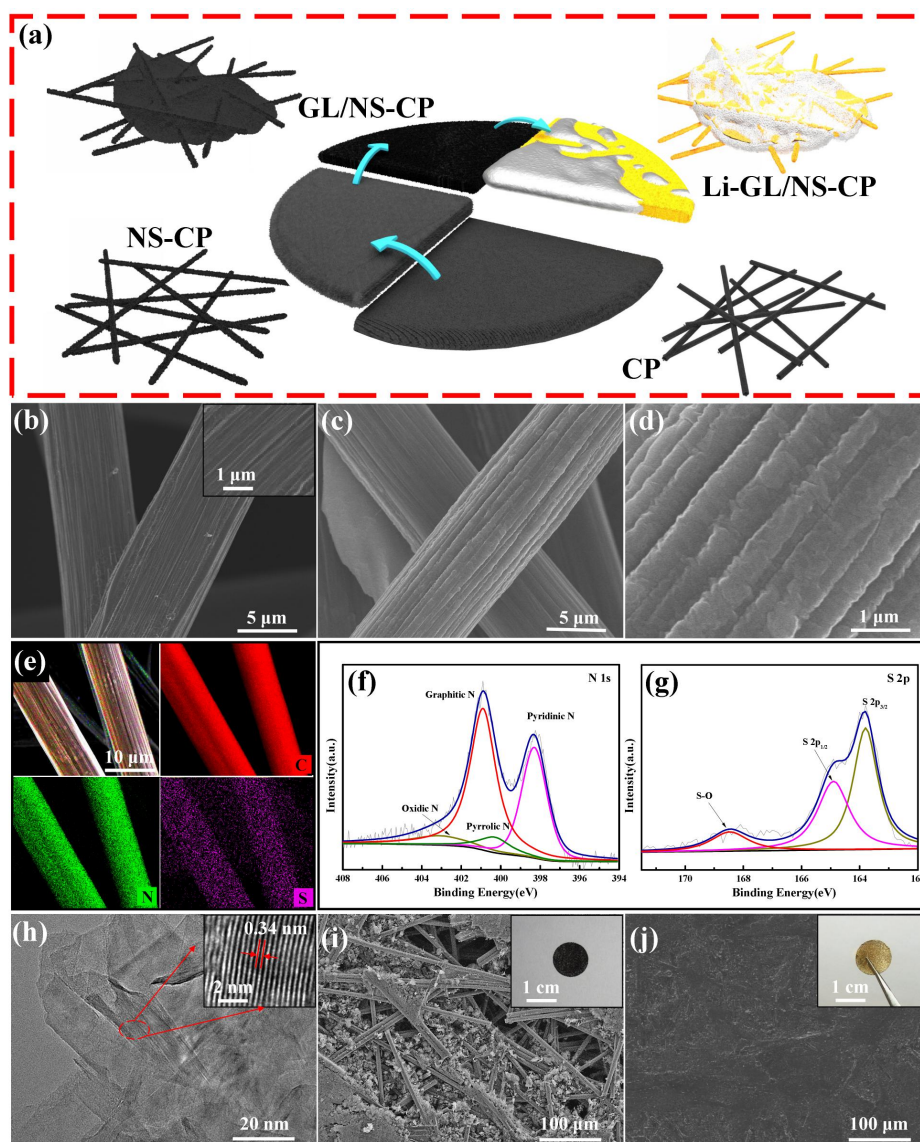 (a)
GL/NS-CP
Li-GL/NS-CP
NS-CP
CP
(b)
1 μm
5 μm
(c)
5 μm
(d)
1 μm
(e)
10 μm
C
N
S
(f)
N 1s
Graphitic N
Pyridinic N
Oxidic N
Pyrrolic N
Intensity(a.u.)
408 406 404 402 400 398 396 394
Binding Energy(eV)
(g)
S 2p
S 2p3/2
S 2p1/2
S-O
Intensity(a.u.)
170 168 166 164 16
Binding Energy(eV)
(h)
0.34 nm
2 nm
20 nm
(i)
1 cm
100 μm
(j)
1 cm
100 μm